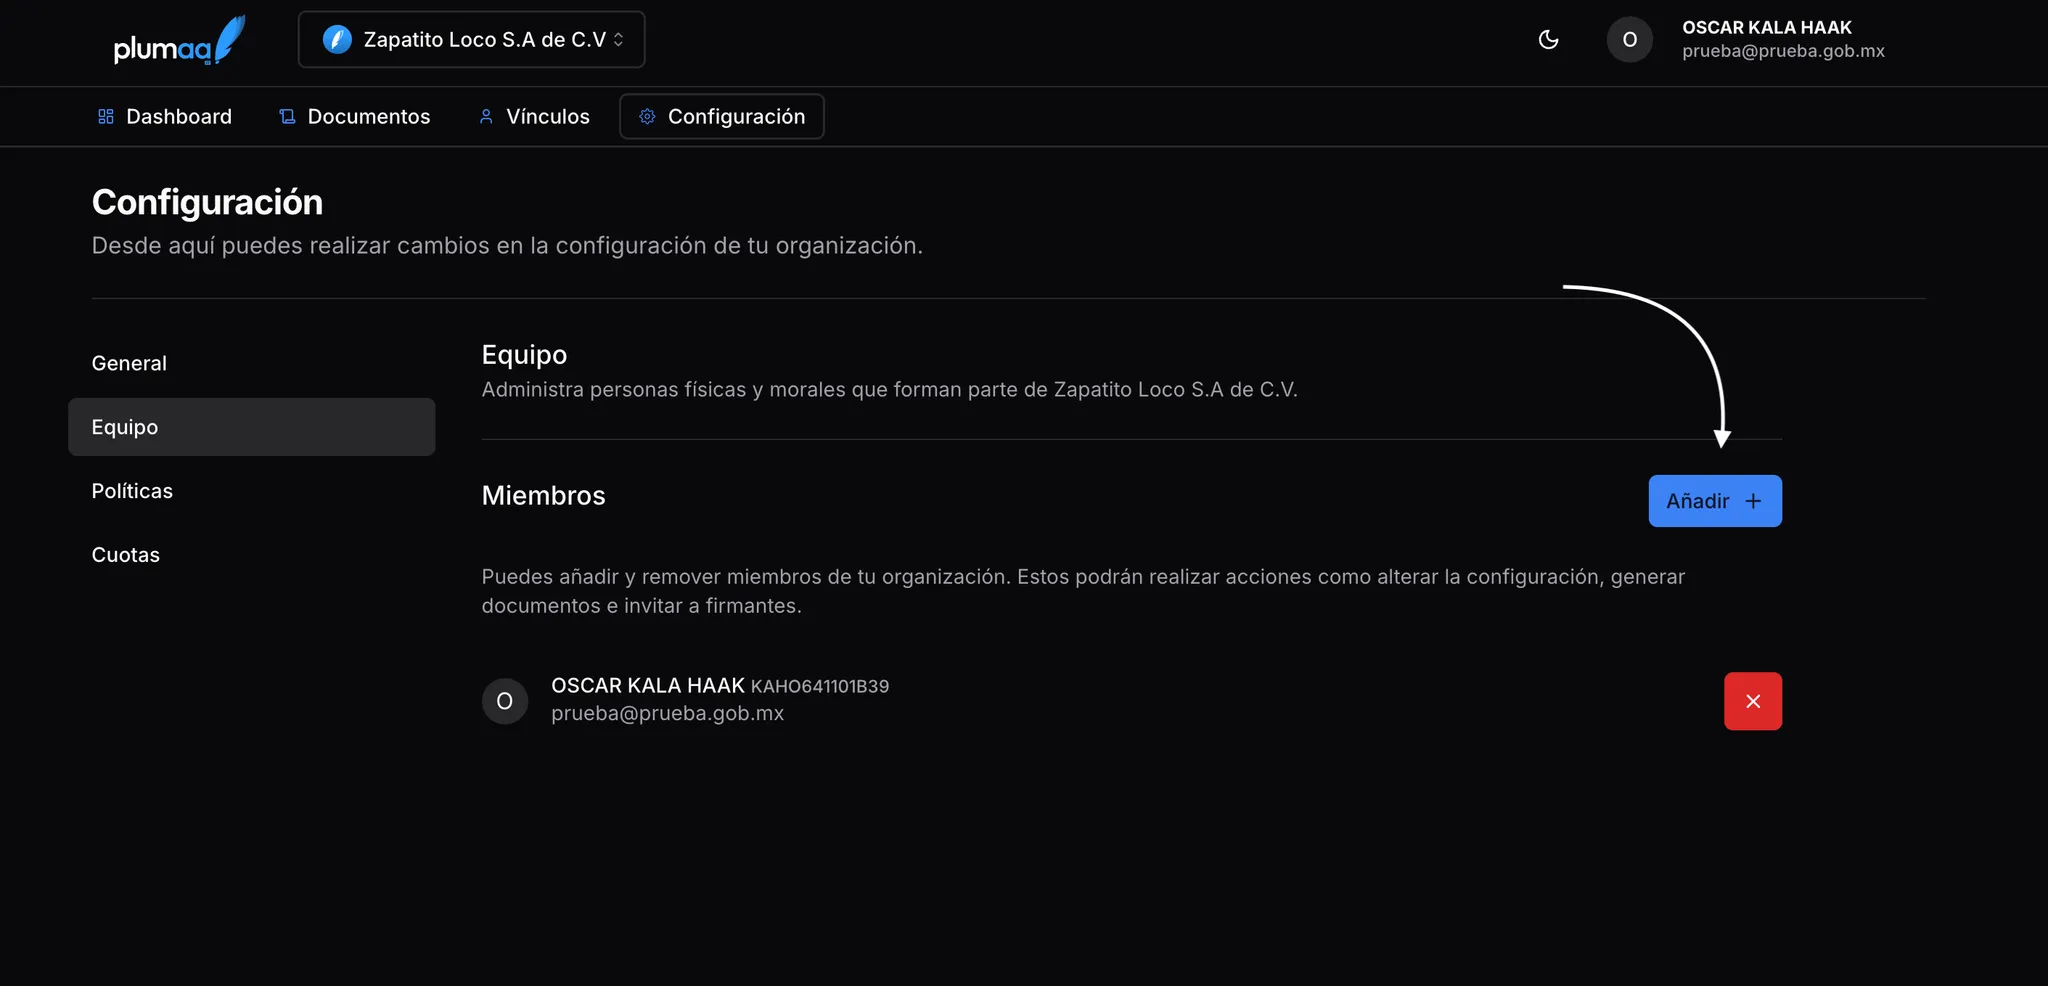 plumaa
Zapatito Loco S.A de C.V
O
OSCAR KALA HAAK
prueba@prueba.gob.mx
Dashboard
Documentos
Vínculos
Configuración
Configuración
Desde aquí puedes realizar cambios en la configuración de tu organización.
General
Equipo
Políticas
Cuotas
Equipo
Administra personas físicas y morales que forman parte de Zapatito Loco S.A de C.V.
Miembros
Añadir +
Puedes añadir y remover miembros de tu organización. Estos podrán realizar acciones como alterar la configuración, generar
documentos e invitar a firmantes.
O
OSCAR KALA HAAK KAHO641101B39
prueba@prueba.gob.mx